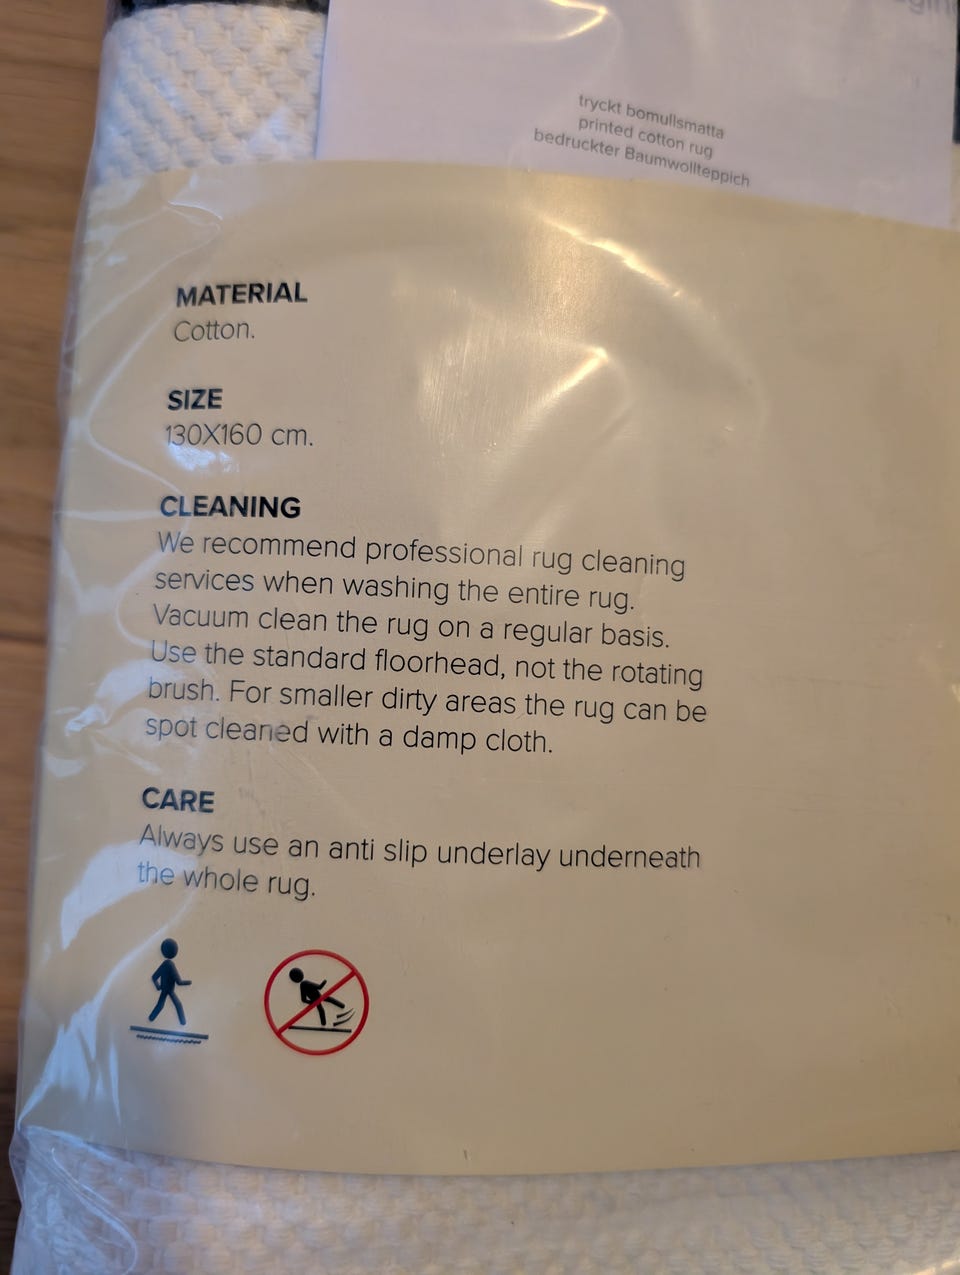 tryckt bomullsmatta
printed cotton rug
bedruckter Baumwollteppich
MATERIAL
Cotton.
SIZE
130X160 cm.
CLEANING
We recommend professional rug cleaning
services when washing the entire rug.
Vacuum clean the rug on a regular basis.
Use the standard floorhead, not the rotating
brush. For smaller dirty areas the rug can be
spot cleaned with a damp cloth.
CARE
Always use an anti slip underlay underneath
the whole rug.